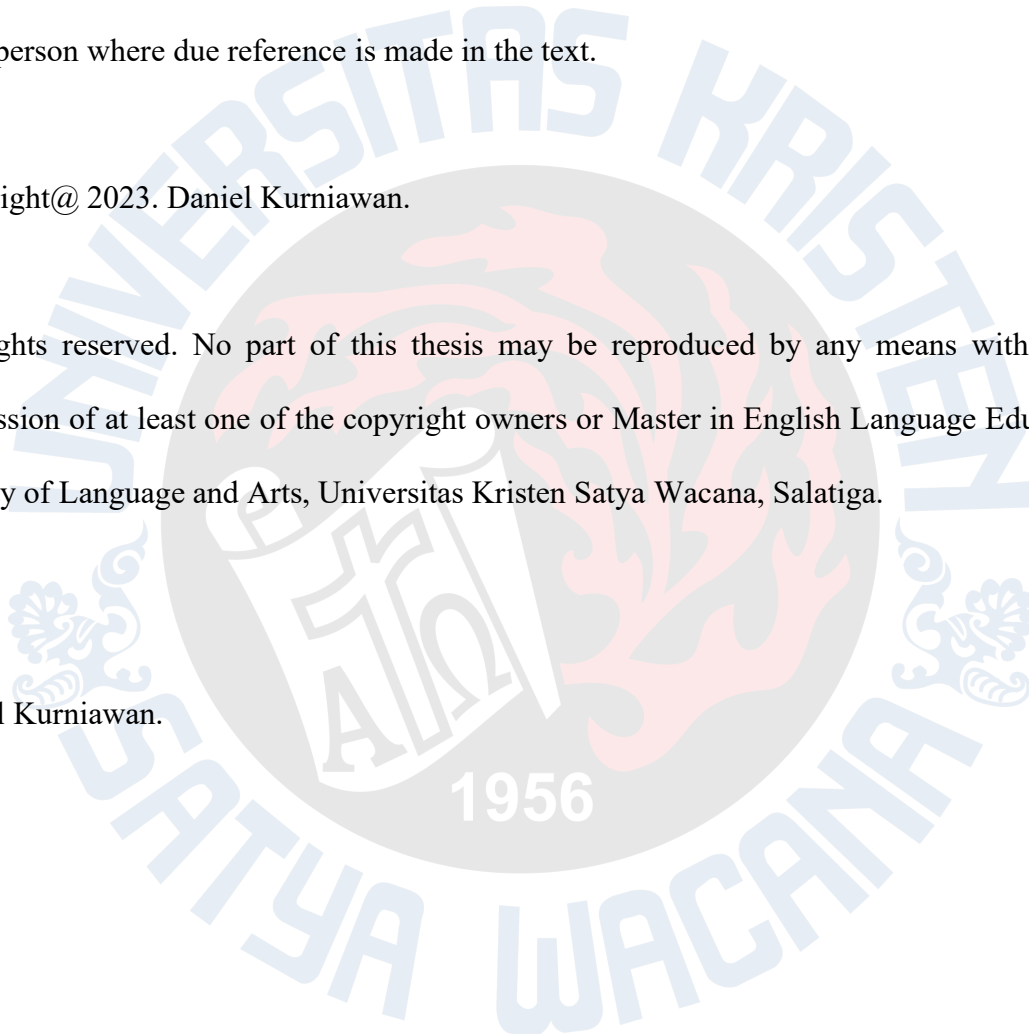 person where due reference is made in the text.
ight@ 2023. Daniel Kurniawan.
ghts reserved. No part of this thesis may be reproduced by any means with
ssion of at least one of the copyright owners or Master in English Language Edu
y of Language and Arts, Universitas Kristen Satya Wacana, Salatiga.
l Kurniawan.
UNIVERSITAS KRISTEN
SATYA WACANA
Α Ω
1956